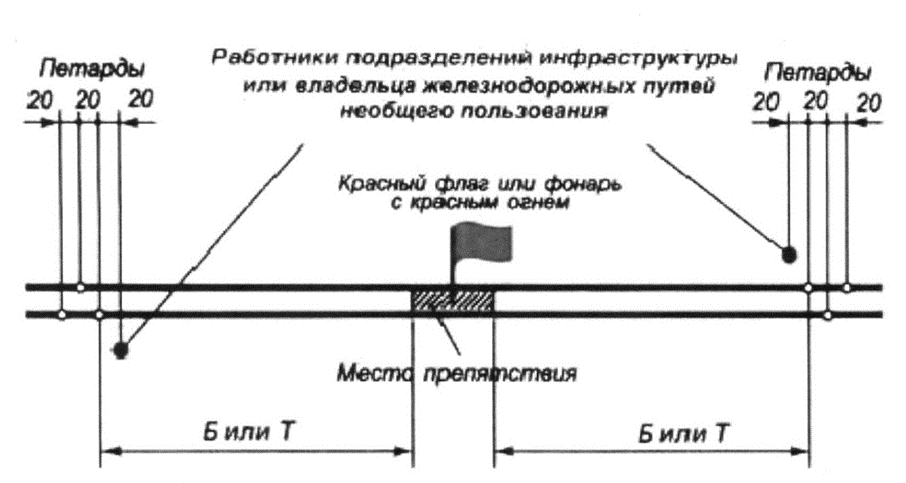 Работники подразделений инфраструктуры
или владельца железнодорожных путей
необщего пользования
Петарды
20 20 20
Петарды
20 20 20
Красный флаг или фонарь
с красным огнем
Место препятствия
Б или Т
Б или Т